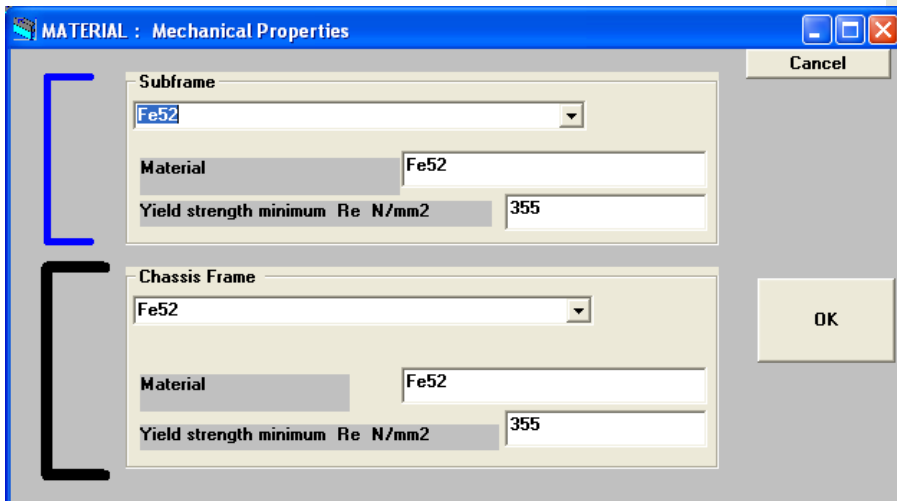 MATERIAL :  Mechanical Properties
Cancel
Subframe
Fe52
Material
Fe52
Yield strength minimum  Re  N/mm2
355
Chassis Frame
Fe52
OK
Material
Fe52
Yield strength minimum  Re  N/mm2
355